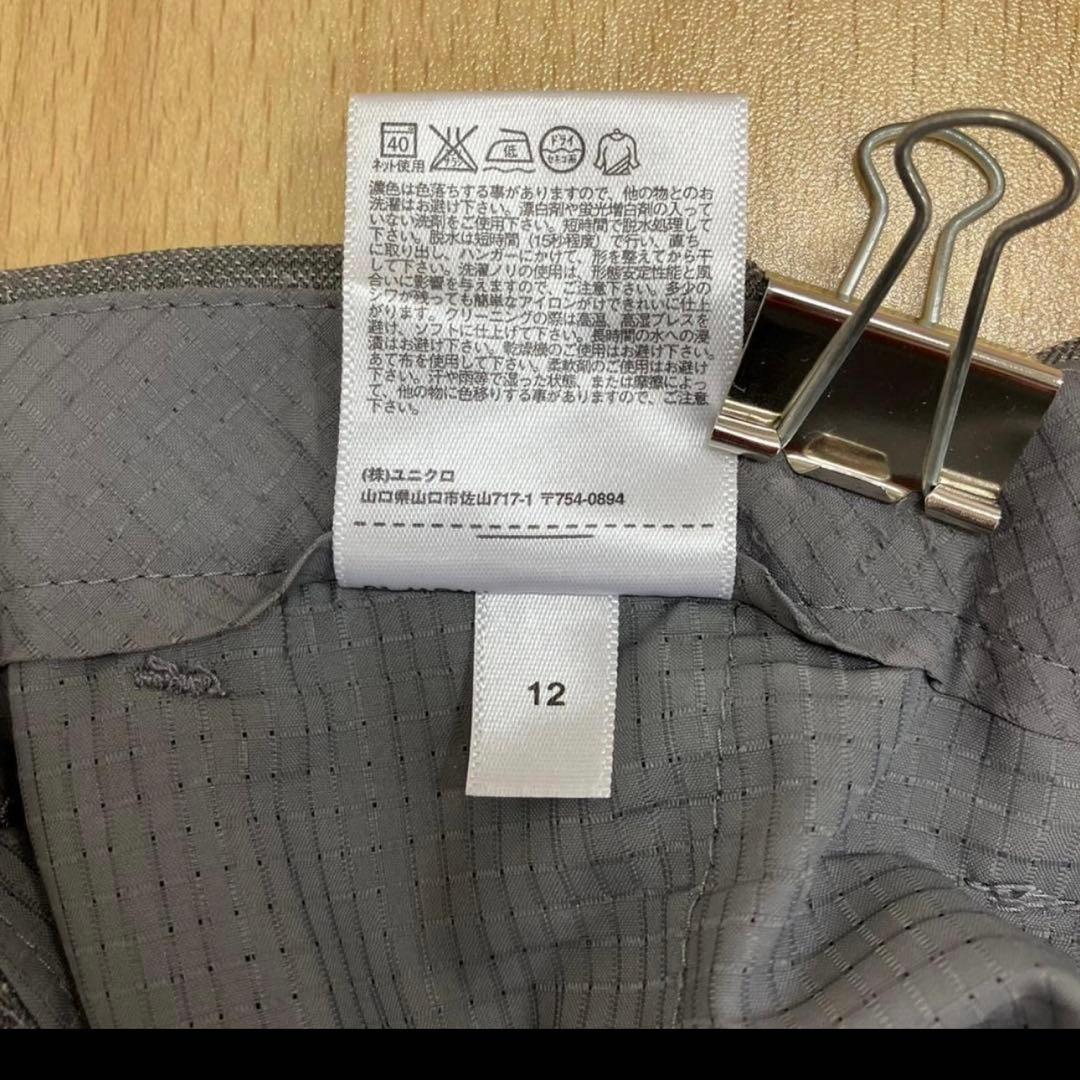 40
ネット使用
エンソ
サラシ
低
ドライ
セキユ系
濃色は色落ちする事がありますので、他の物とのお
洗濯はお避け下さい。漂白剤や蛍光増白剤の入って
いない洗剤をご使用下さい。短時間で脱水処理して
下さい。脱水は短時間（15秒程度）で行い、直ち
に取り出し、ハンガーにかけて、形を整えてから干
して下さい。洗濯ノリの使用は、形態安定性能と風
合いに影響を与えますので、ご注意下さい。多少の
シワが残っても簡単なアイロンがけできれいに仕上
がります。クリーニングの際は高温、高湿プレスを
避け、ソフトに仕上げて下さい。長時間の水への浸
漬はお避け下さい。乾燥機のご使用はお避け下さい。
あて布を使用して下さい。柔軟剤のご使用はお避け
下さい。汗や雨等で湿った状態、または摩擦によっ
て、他の物に色移りする事がありますので、ご注意
下さい。
(株)ユニクロ
山口県山口市佐山717-1 〒754-0894
12